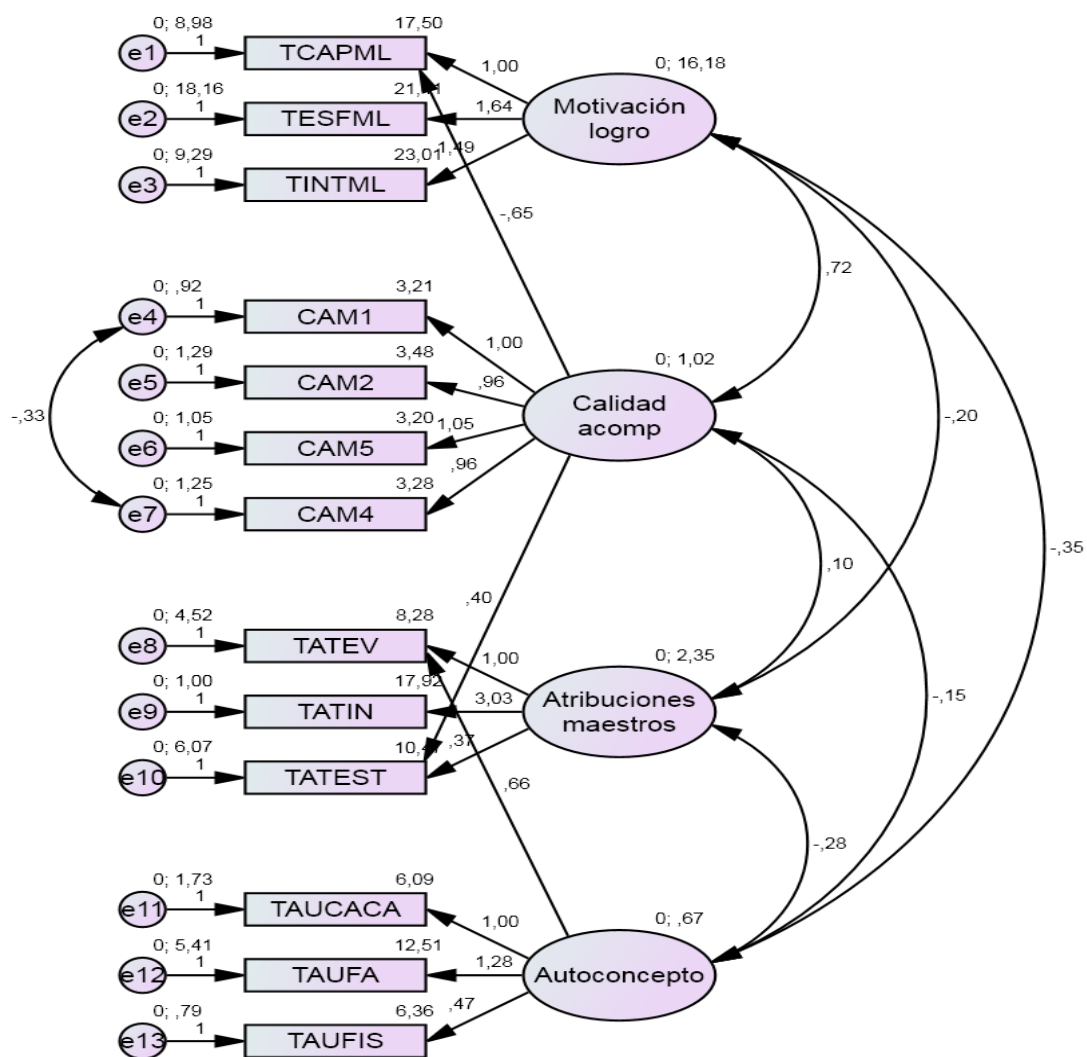 0; 8,98
17,50
e1
1
TCAPML
1,00
0; 16,18
Motivación
logro
0; 18,16
e2
1
TESFML
1,64
0; 9,29
23,01
1,49
e3
1
TINTML
-,65
,72
0; ,92
3,21
e4
1
CAM1
1,00
0; 1,29
3,48
e5
1
CAM2
,96
0; 1,02
Calidad
acomp
-,20
-,33
0; 1,05
3,20
1,05
e6
1
CAM5
,96
0; 1,25
3,28
e7
1
CAM4
-,35
,10
,40
0; 4,52
8,28
e8
1
TATEV
1,00
0; 2,35
Atribuciones
maestros
-,15
0; 1,00
17,92
e9
1
TATIN
3,03
0; 6,07
,37
e10
1
TATEST
,66
-,28
0; 1,73
6,09
e11
1
TAUCACA
1,00
0; ,67
Autoconcepto
0; 5,41
12,51
e12
1
TAUFA
1,28
0; ,79
6,36
,47
e13
1
TAUFIS